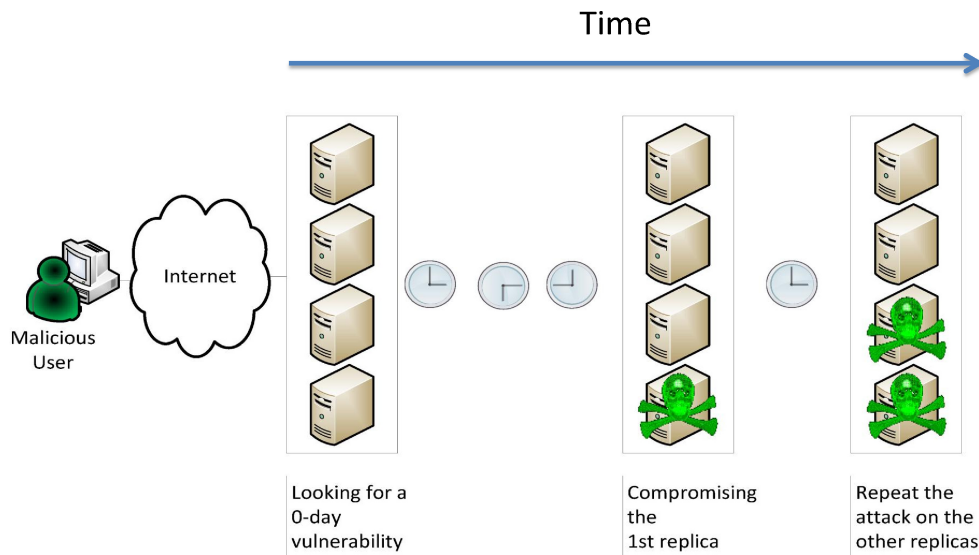 Time
Internet
Malicious
User
Looking for a
0-day
vulnerability
Compromising
the
1st replica
Repeat the
attack on the
other replicas